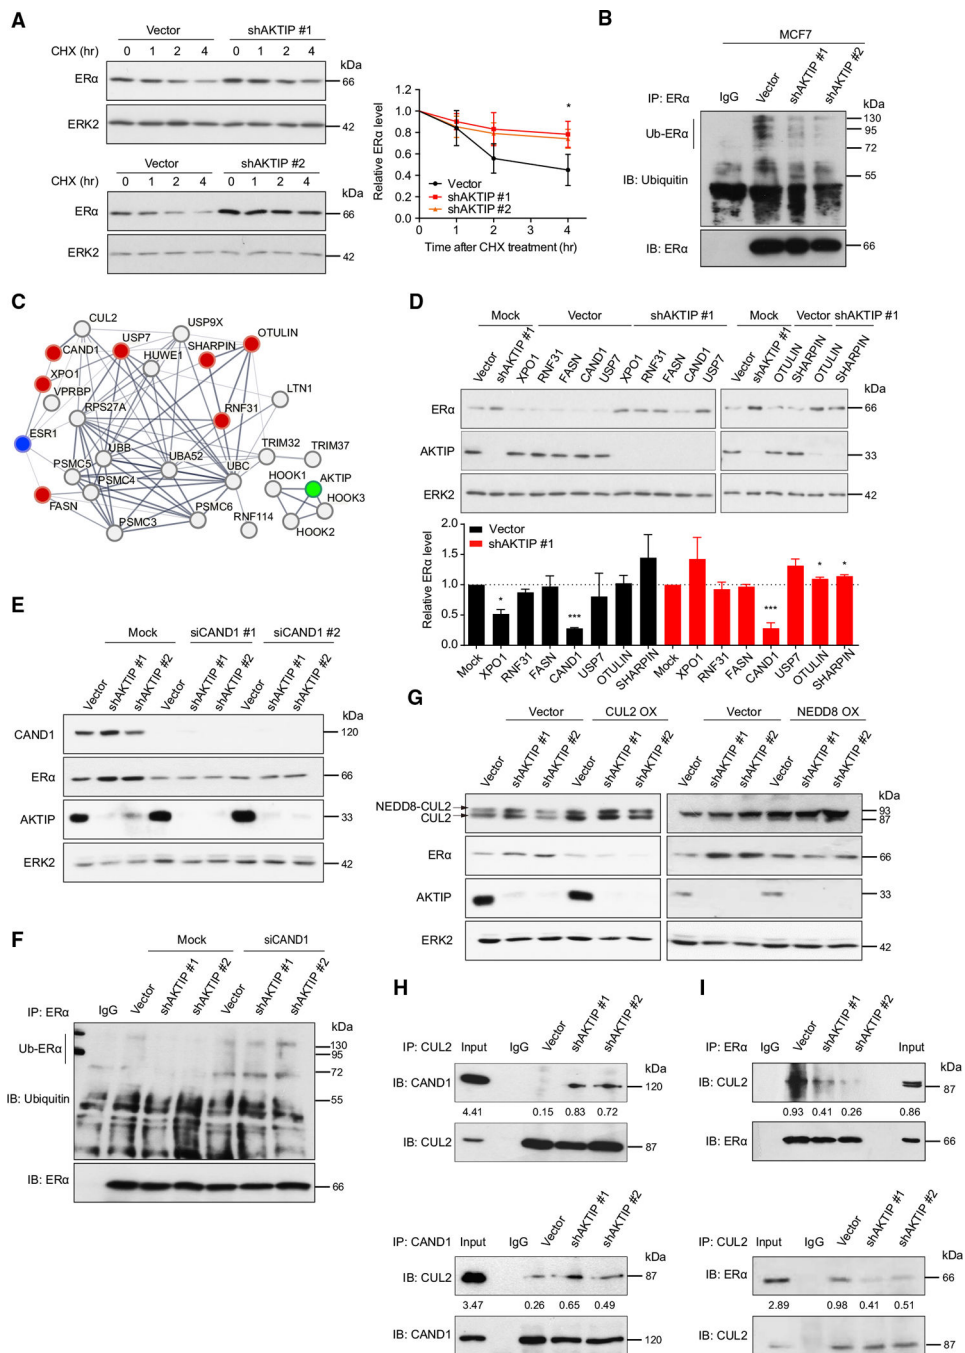 A
Vector shAKTIP #1
CHX (hr) 0 1 2 4 0 1 2 4 kDa
ERα 66
ERK2 42
Vector shAKTIP #2
CHX (hr) 0 1 2 4 0 1 2 4 kDa
ERα 66
ERK2 42
Relative ERα level
1.2
1.0
0.8
0.6
0.4
0.2
0.0
*
Vector
shAKTIP #1
shAKTIP #2
0 1 2 3 4
Time after CHX treatment (hr)
B
MCF7
IP: ERα IgG Vector shAKTIP #1 shAKTIP #2
kDa
Ub-ERα
130
95
72
55
IB: Ubiquitin
IB: ERα 66
C
CUL2
USP7
USP9X
OTULIN
CAND1
SHARPIN
HUWE1
XPO1
VPRBP
LTN1
RPS27A
RNF31
ESR1
UBB
UBA52
TRIM32
TRIM37
PSMC5
UBC
HOOK1
AKTIP
PSMC4
HOOK3
FASN
PSMC6
RNF114
HOOK2
PSMC3
D
Mock Vector shAKTIP #1 Mock Vector shAKTIP #1
Vector shAKTIP #1 XPO1 RNF31 FASN CAND1 USP7 XPO1 RNF31 FASN CAND1 USP7 Vector shAKTIP #1 OTULIN SHARPIN OTULIN SHARPIN
kDa
ERα 66
AKTIP 33
ERK2 42
Relative ERα level
Vector
shAKTIP #1
2.0
1.5
1.0
0.5
0.0
* *** *** * *
Mock XPO1 RNF31 FASN CAND1 USP7 OTULIN SHARPIN Mock XPO1 RNF31 FASN CAND1 USP7 OTULIN SHARPIN
E
Mock siCAND1 #1 siCAND1 #2
Vector shAKTIP #1 shAKTIP #2 Vector shAKTIP #1 shAKTIP #2 Vector shAKTIP #1 shAKTIP #2
kDa
CAND1 120
ERα 66
AKTIP 33
ERK2 42
F
Mock siCAND1
IP: ERα IgG Vector shAKTIP #1 shAKTIP #2 Vector shAKTIP #1 shAKTIP #2
kDa
Ub-ERα
130
95
72
IB: Ubiquitin 55
IB: ERα 66
G
Vector CUL2 OX Vector NEDD8 OX
Vector shAKTIP #1 shAKTIP #2 Vector shAKTIP #1 shAKTIP #2 Vector shAKTIP #1 shAKTIP #2 Vector shAKTIP #1 shAKTIP #2
kDa
NEDD8-CUL2 93
CUL2 87
ERα 66
AKTIP 33
ERK2 42
H
IP: CUL2 Input IgG Vector shAKTIP #1 shAKTIP #2
kDa
IB: CAND1 120
4.41 0.15 0.83 0.72
IB: CUL2 87
IP: CAND1 Input IgG Vector shAKTIP #1 shAKTIP #2
kDa
IB: CUL2 87
3.47 0.26 0.65 0.49
IB: CAND1 120
I
IP: ERα IgG Vector shAKTIP #1 shAKTIP #2 Input
kDa
IB: CUL2 87
0.93 0.41 0.26 0.86
IB: ERα 66
IP: CUL2 Input IgG Vector shAKTIP #1 shAKTIP #2
kDa
IB: ERα 66
2.89 0.98 0.41 0.51
IB: CUL2 87